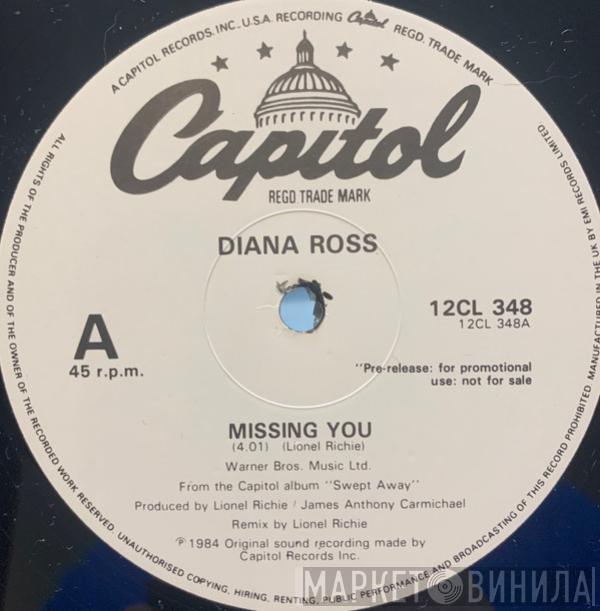 A CAPITOL RECORDS, INC., U.S.A. RECORDING Capitol REGD. TRADE MARK
Capitol
REGD TRADE MARK
DIANA ROSS
A
45 r.p.m.
12CL 348
12CL 348A
"Pre-release: for promotional
use: not for sale
MISSING YOU
(4.01) (Lionel Richie)
Warner Bros. Music Ltd.
From the Capitol album "Swept Away"
Produced by Lionel Richie / James Anthony Carmichael
Remix by Lionel Richie
℗ 1984 Original sound recording made by
Capitol Records Inc.
ALL RIGHTS OF THE PRODUCER AND OF THE OWNER OF THE RECORDED WORK RESERVED. UNAUTHORISED COPYING, HIRING, RENTING, PUBLIC PERFORMANCE AND BROADCASTING OF THIS RECORD PROHIBITED. MANUFACTURED IN THE UK BY EMI RECORDS LIMITED
МАРКЕТ ВИНИЛА